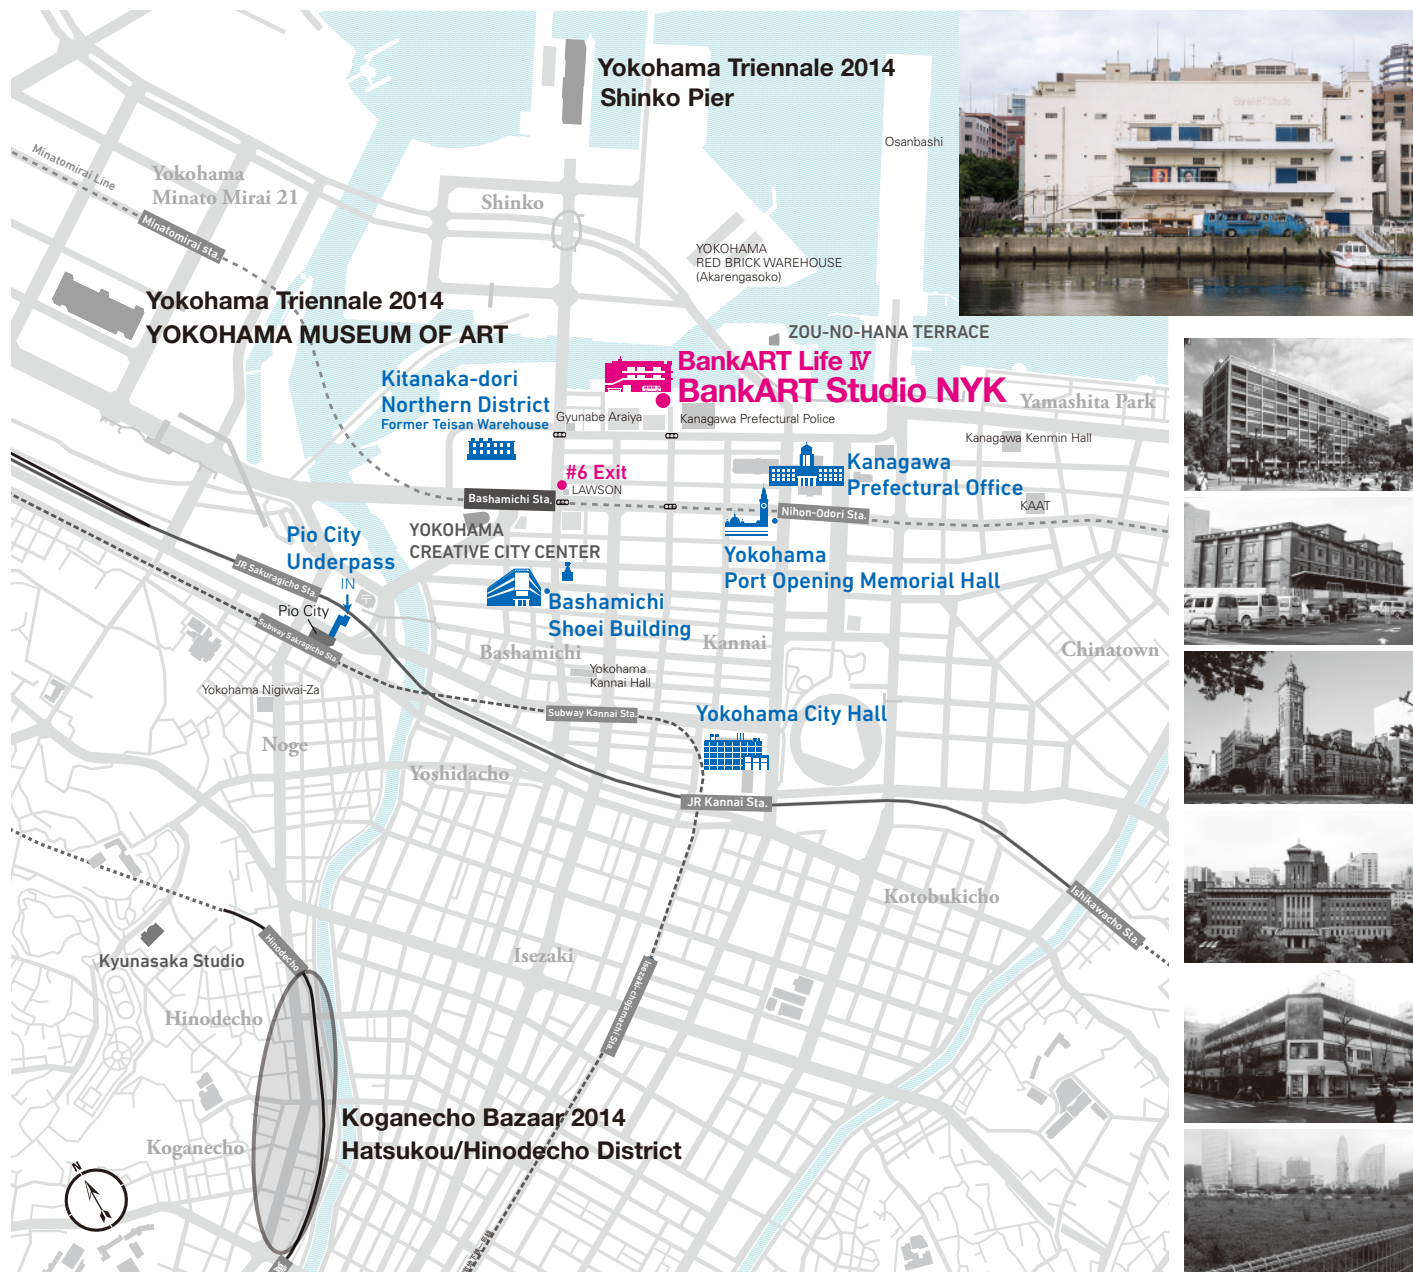 Yokohama Triennale 2014
Shinko Pier
BankART Studio
Osanbashi
Minatomirai Line
Yokohama
Minato Mirai 21
Minatomirai sta.
Shinko
YOKOHAMA
RED BRICK WAREHOUSE
(Akarengasoko)
Yokohama Triennale 2014
YOKOHAMA MUSEUM OF ART
ZOU-NO-HANA TERRACE
BankART Life Ⅳ
BankART Studio NYK
Kitanaka-dori
Northern District
Former Teisan Warehouse
Gyunabe Araiya
Kanagawa Prefectural Police
Yamashita Park
Kanagawa Kenmin Hall
#6 Exit
LAWSON
Bashamichi Sta.
Kanagawa
Prefectural Office
KAAT
Nihon-Odori Sta.
YOKOHAMA
CREATIVE CITY CENTER
Pio City
Underpass
IN
JR Sakuragicho Sta.
Pio City
Subway Sakragicho Sta.
Yokohama
Port Opening Memorial Hall
Bashamichi
Shoei Building
Bashamichi
Kannai
Chinatown
Yokohama
Kannai Hall
Yokohama Nigiwai-Za
Subway Kannai Sta.
Yokohama City Hall
Noge
Yoshidacho
JR Kannai Sta.
Kotobukicho
Ishikawacho Sta.
Kyunasaka Studio
Hinodecho
Isezaki
Isezaki-chojamachi Sta.
Hinodecho
Koganecho Bazaar 2014
Hatsukou/Hinodecho District
Koganecho
N